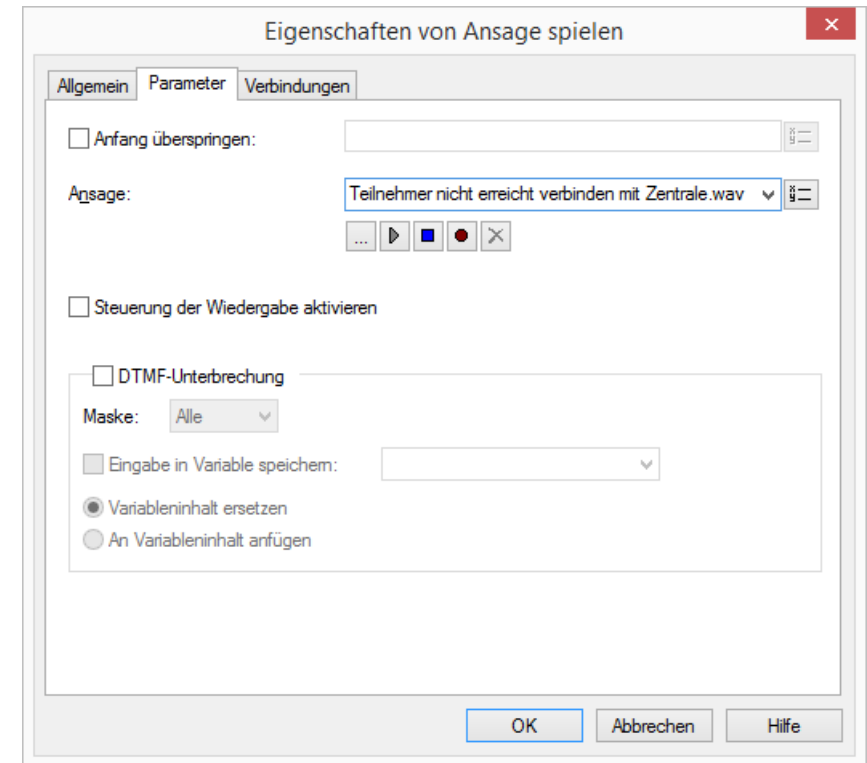 Eigenschaften von Ansage spielen
Allgemein Parameter Verbindungen
Anfang überspringen:
Ansage: Teilnehmer nicht erreicht verbinden mit Zentrale.wav
...
Steuerung der Wiedergabe aktivieren
DTMF-Unterbrechung
Maske: Alle
Eingabe in Variable speichern:
Variableninhalt ersetzen
An Variableninhalt anfügen
OK Abbrechen Hilfe